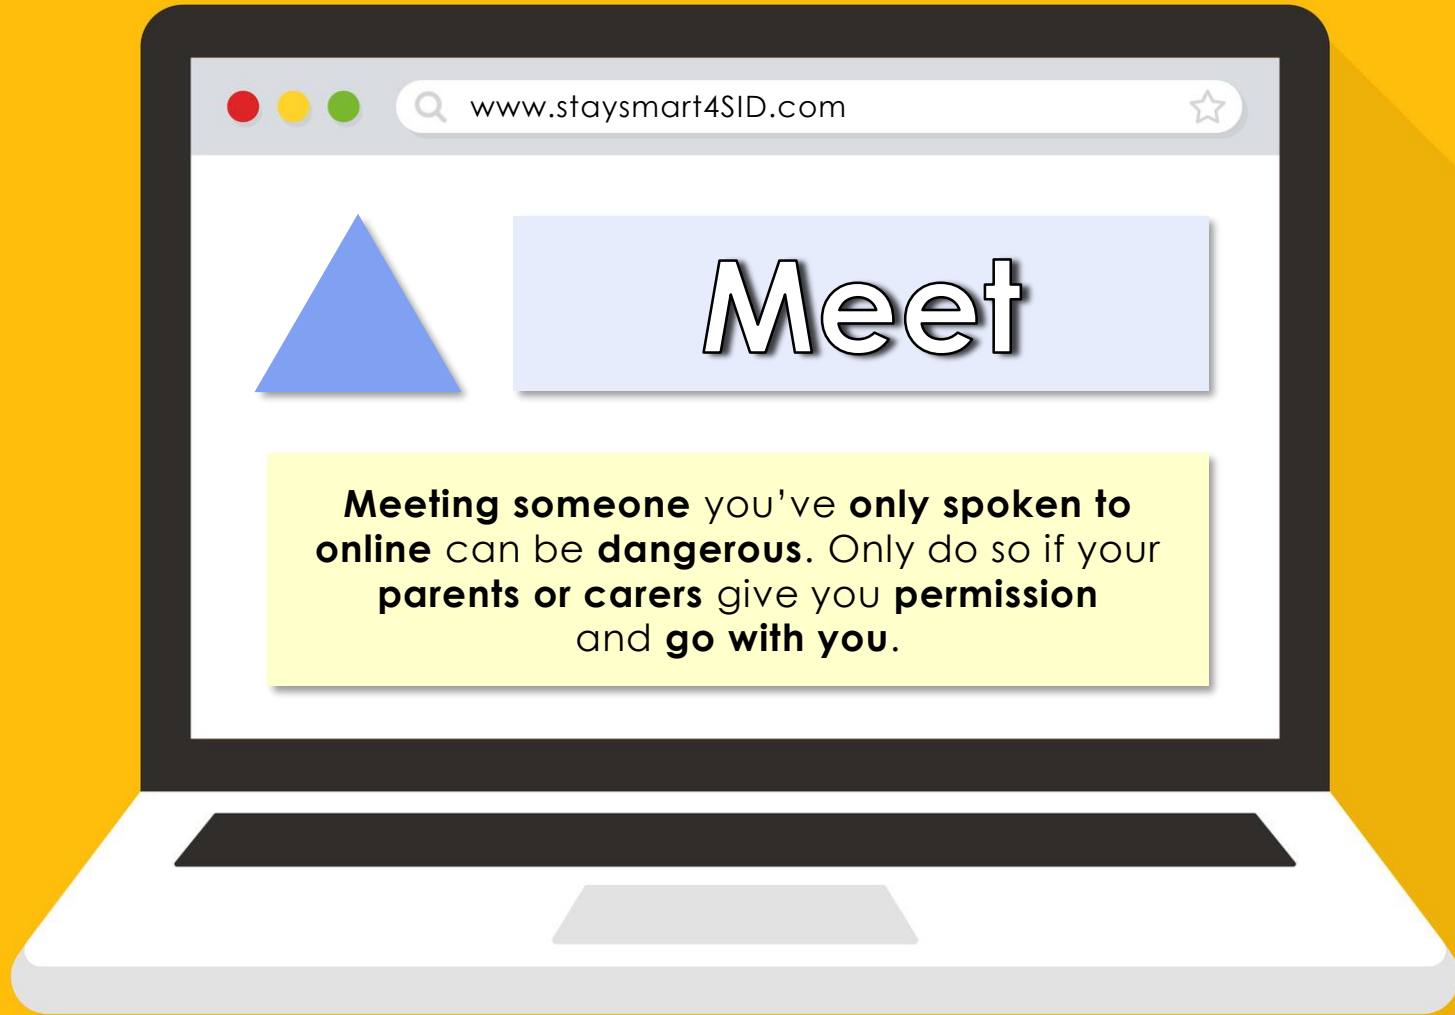 www.staysmart4SID.com
Meet
Meeting someone you’ve only spoken to
online can be dangerous. Only do so if your
parents or carers give you permission
and go with you.